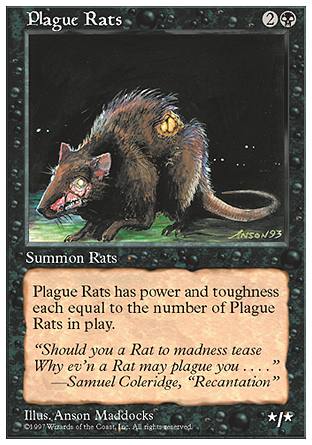 Plague Rats 2
ANSON 93
Summon Rats
Plague Rats has power and toughness
each equal to the number of Plague
Rats in play.
"Should you a Rat to madness tease
Why ev'n a Rat may plague you . . . ."
—Samuel Coleridge, "Recantation"
Illus. Anson Maddocks
©1997 Wizards of the Coast, Inc. All rights reserved.
*/*